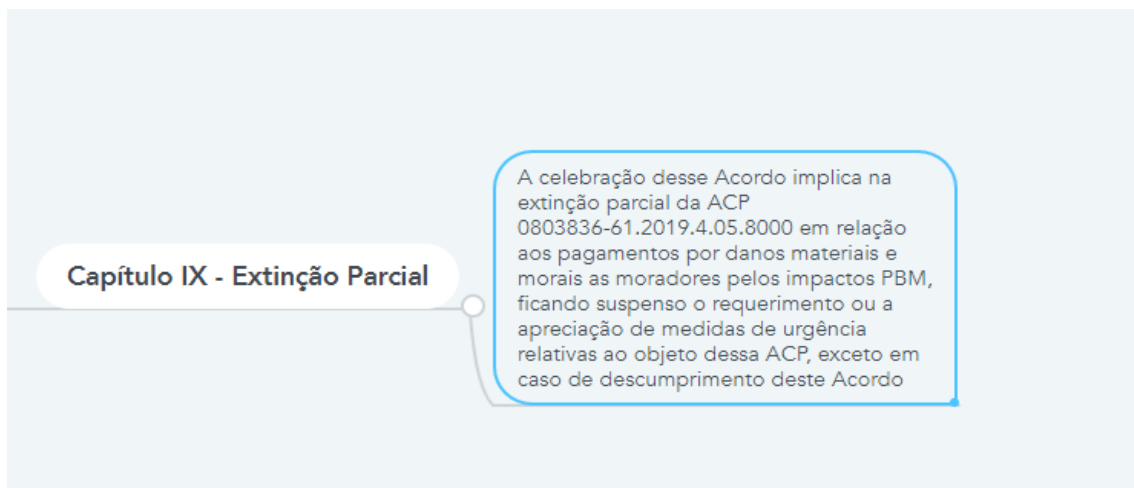 Capítulo IX - Extinção Parcial
A celebração desse Acordo implica na
extinção parcial da ACP
0803836-61.2019.4.05.8000 em relação
aos pagamentos por danos materiais e
morais as moradores pelos impactos PBM,
ficando suspenso o requerimento ou a
apreciação de medidas de urgência
relativas ao objeto dessa ACP, exceto em
caso de descumprimento deste Acordo